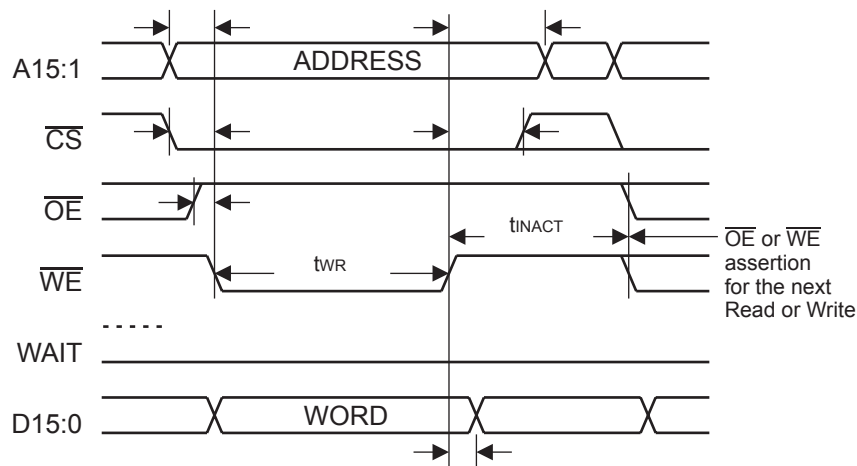 A15:1 ADDRESS
CS
OE
tINACT
WE tWR
OE or WE
assertion
for the next
Read or Write
WAIT
D15:0 WORD